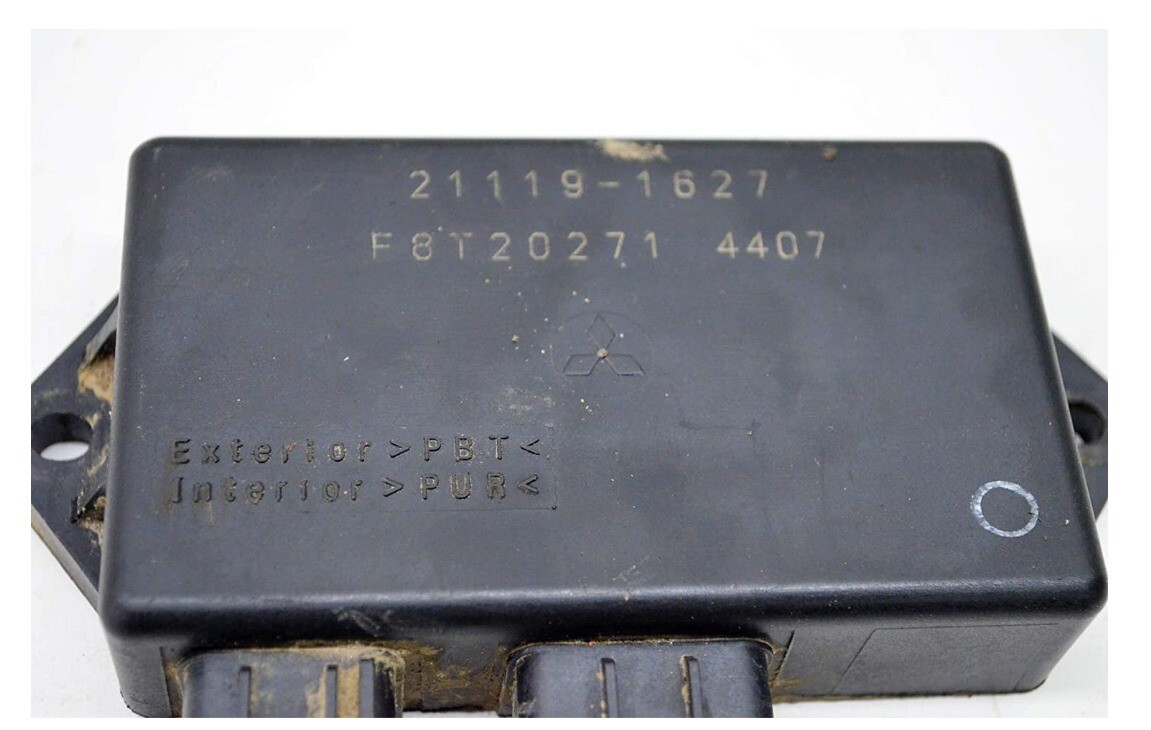 21119-1627
F8T20271 4407
Exterior>PBT<
Interior>PUR<